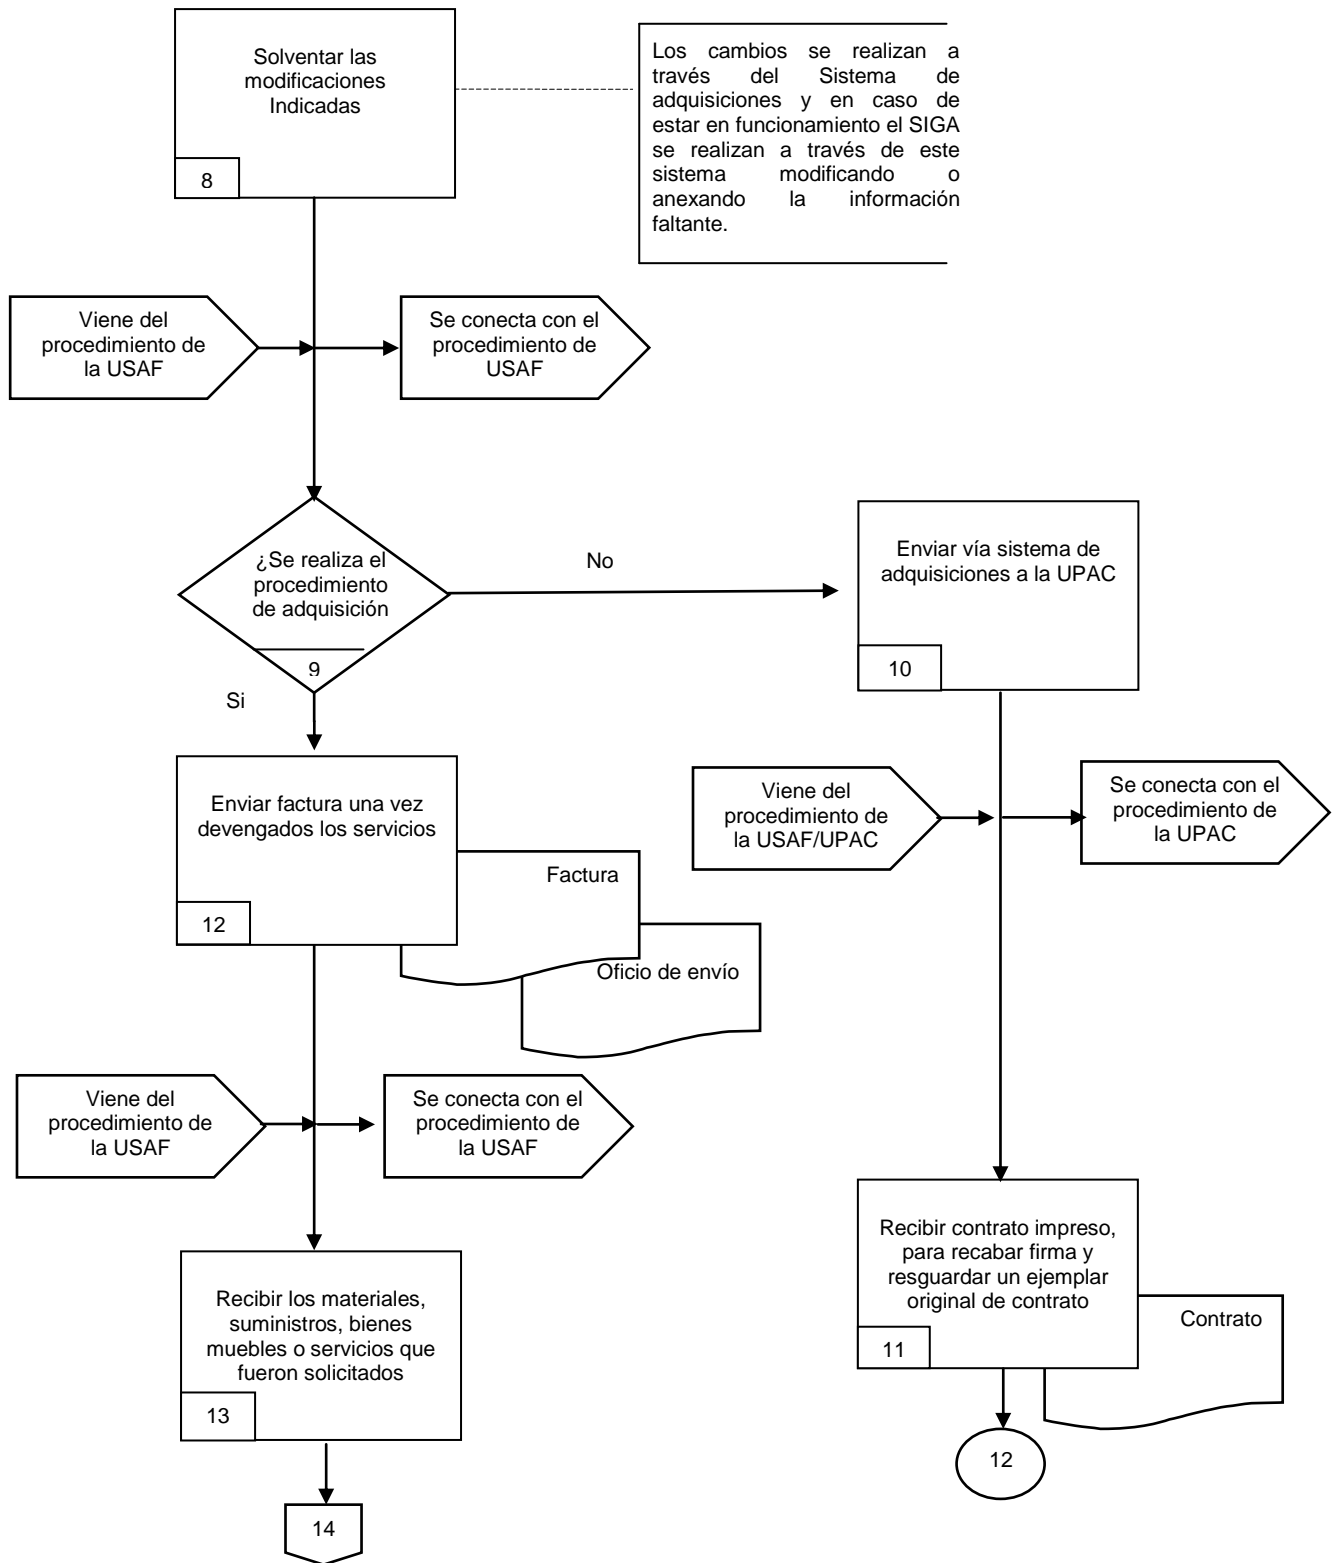 Solventar las
modificaciones
Indicadas
8
Los cambios se realizan a
través del Sistema de
adquisiciones y en caso de
estar en funcionamiento el SIGA
se realizan a través de este
sistema modificando o
anexando la información
faltante.
Viene del
procedimiento de
la USAF
Se conecta con el
procedimiento de
USAF
¿Se realiza el
procedimiento
de adquisición
9
No
Si
Enviar vía sistema de
adquisiciones a la UPAC
10
Enviar factura una vez
devengados los servicios
12
Factura
Oficio de envío
Viene del
procedimiento de
la USAF/UPAC
Se conecta con el
procedimiento de
la UPAC
Viene del
procedimiento de
la USAF
Se conecta con el
procedimiento de
la USAF
Recibir los materiales,
suministros, bienes
muebles o servicios que
fueron solicitados
13
14
Recibir contrato impreso,
para recabar firma y
resguardar un ejemplar
original de contrato
11
Contrato
12